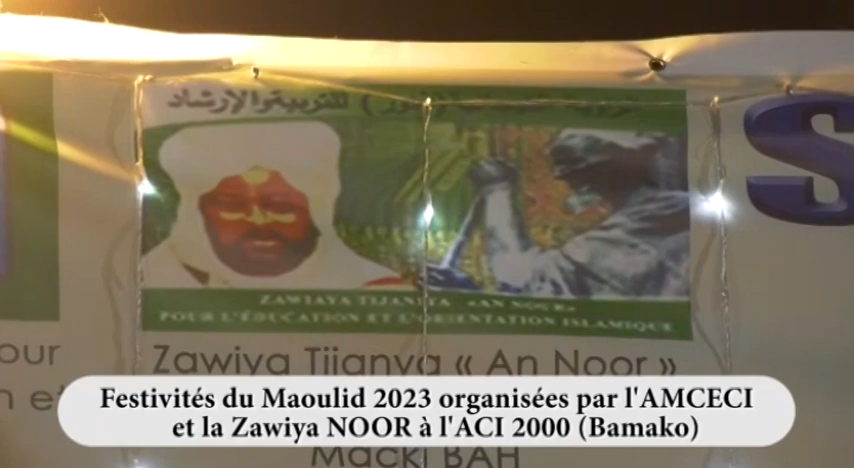 للتربية والإرشاد
S
ZAWIAYA TIJANIYA «AN NOUR»
POUR L'ÉDUCATION ET L'ORIENTATION ISLAMIQUE
our
Zawiya Tijanya « An Noor »
n et
Festivités du Maoulid 2023 organisées par l'AMCECI
et la Zawiya NOOR à l'ACI 2000 (Bamako)
Macki BAH